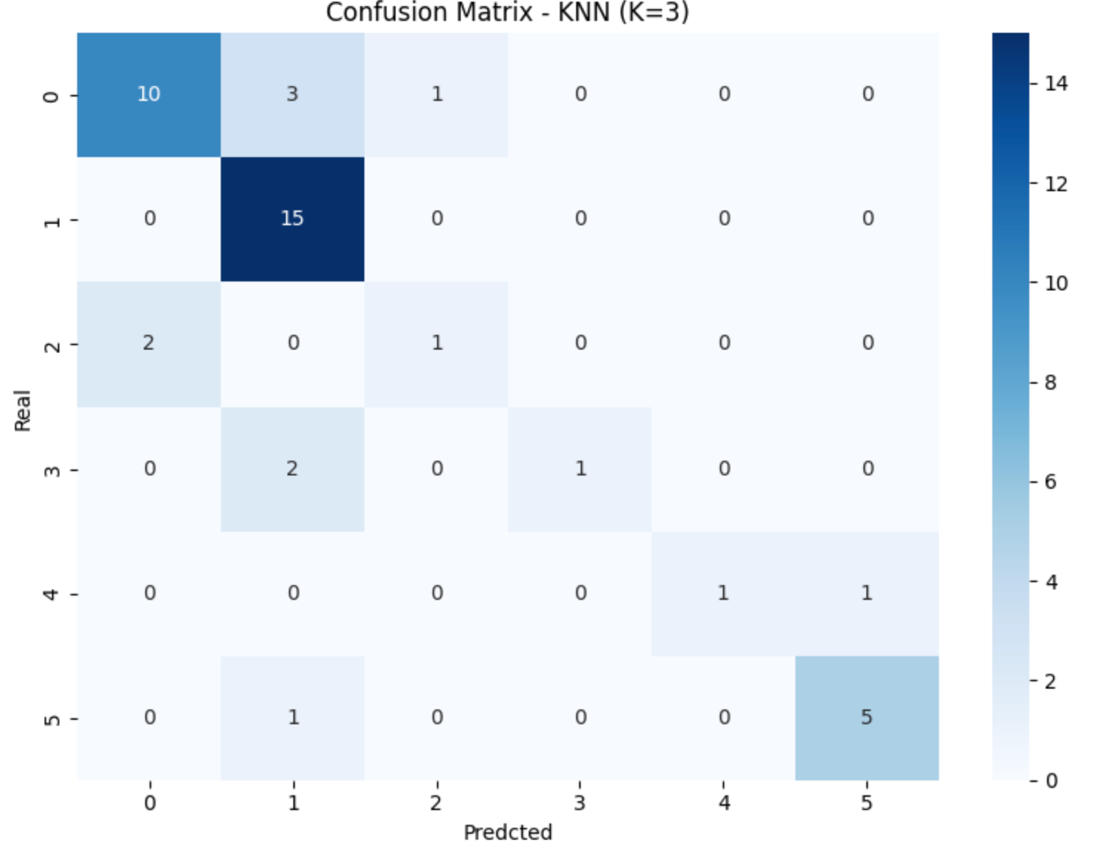 Confusion Matrix - KNN (K=3)
0 10 3 1 0 0 0
1 0 15 0 0 0 0
2 2 0 1 0 0 0
3 0 2 0 1 0 0
4 0 0 0 0 1 1
5 0 1 0 0 0 5
0 1 2 3 4 5
Real
Predcted
14
12
10
8
6
4
2
0